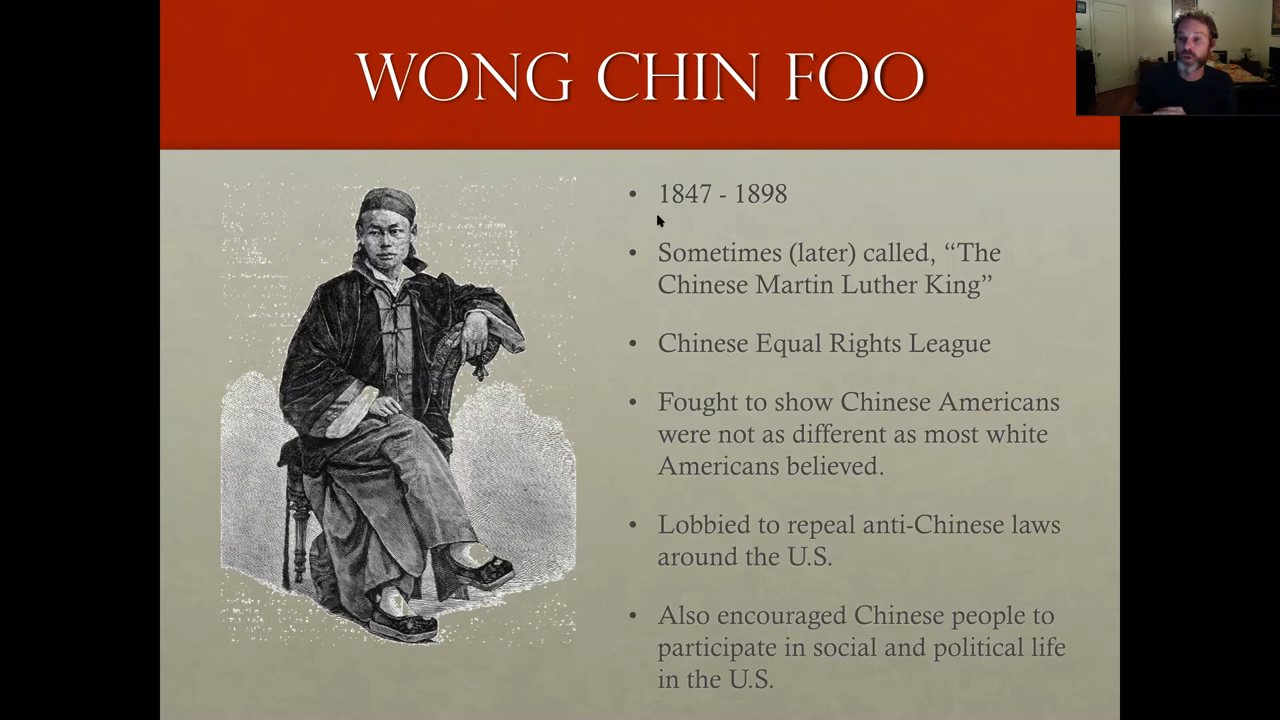 WONG CHIN FOO
• 1847 - 1898
• Sometimes (later) called, “The
Chinese Martin Luther King”
• Chinese Equal Rights League
• Fought to show Chinese Americans
were not as different as most white
Americans believed.
• Lobbied to repeal anti-Chinese laws
around the U.S.
• Also encouraged Chinese people to
participate in social and political life
in the U.S.